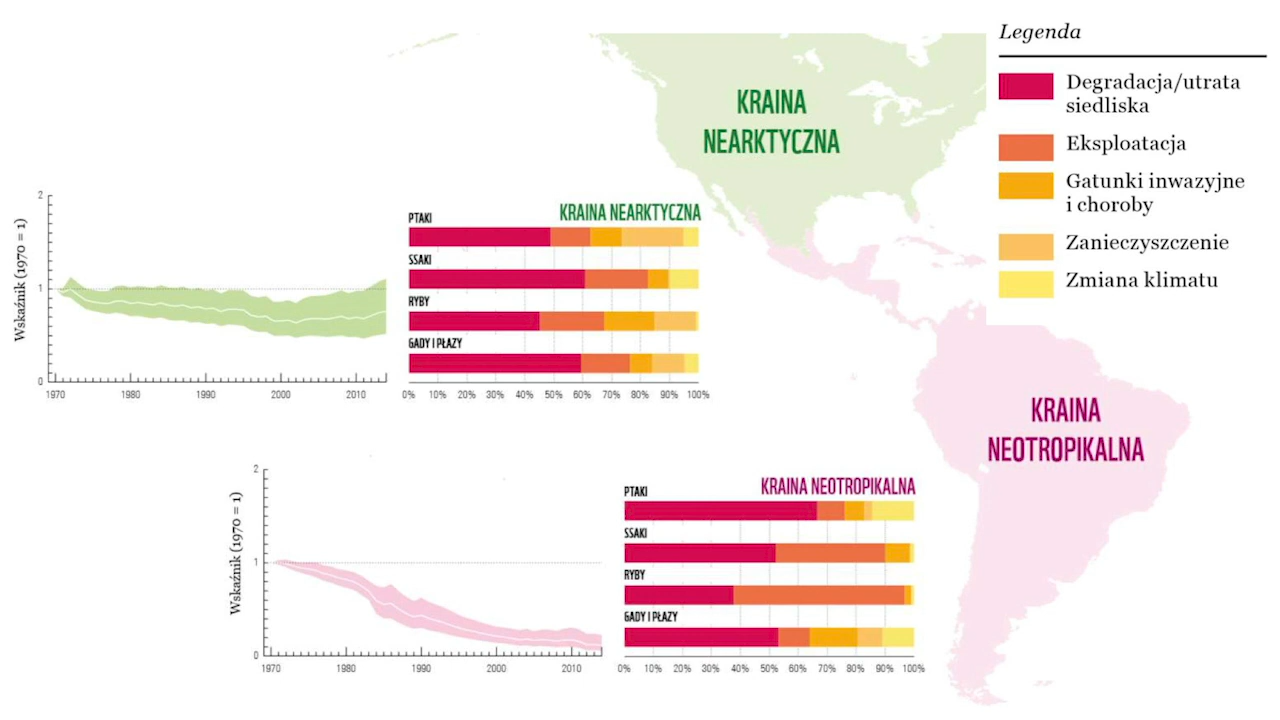 Legenda
Degradacja/utrata
siedliska
Eksploatacja
Gatunki inwazyjne
i choroby
Zanieczyszczenie
Zmiana klimatu
KRAINA
NEARKTYCZNA
KRAINA
NEOTROPIKALNA
Wskaźnik (1970 = 1)
2
1
0
1970 1980 1990 2000 2010
KRAINA NEARKTYCZNA
PTAKI
SSAKI
RYBY
GADY I PŁAZY
0% 10% 20% 30% 40% 50% 60% 70% 80% 90% 100%
Wskaźnik (1970 = 1)
2
1
0
1970 1980 1990 2000 2010
KRAINA NEOTROPIKALNA
PTAKI
SSAKI
RYBY
GADY I PŁAZY
0% 10% 20% 30% 40% 50% 60% 70% 80% 90% 100%